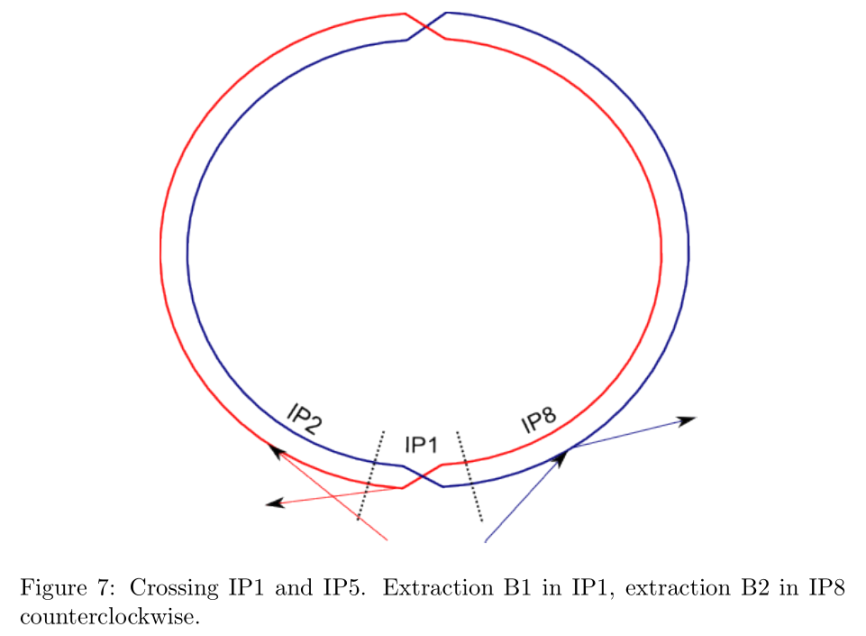 IP2
IP1
IP8
Figure 7: Crossing IP1 and IP5. Extraction B1 in IP1, extraction B2 in IP8
counterclockwise.